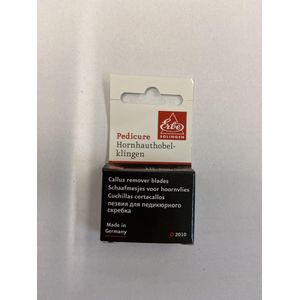 Erbe
SOLINGEN
Pedicure
Hornhauthobel-
klingen
Callus remover blades
Schaafmesjes voor hoornvlies
Cuchillas cortacallos
лезвия для педикюрного
скребка
Made in
Germany
2010